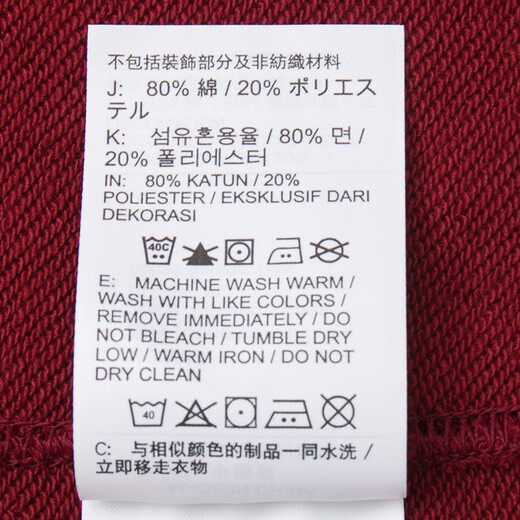 不包括裝飾部分及非紡織材料
J: 80% 綿 / 20% ポリエス
テル
K: 섬유혼용율 / 80% 면 /
20% 폴리에스터
IN: 80% KATUN / 20%
POLIESTER / EKSKLUSIF DARI
DEKORASI
40C
E: MACHINE WASH WARM /
WASH WITH LIKE COLORS /
REMOVE IMMEDIATELY / DO
NOT BLEACH / TUMBLE DRY
LOW / WARM IRON / DO NOT
DRY CLEAN
40
C: 与相似颜色的制品一同水洗 /
立即移走衣物